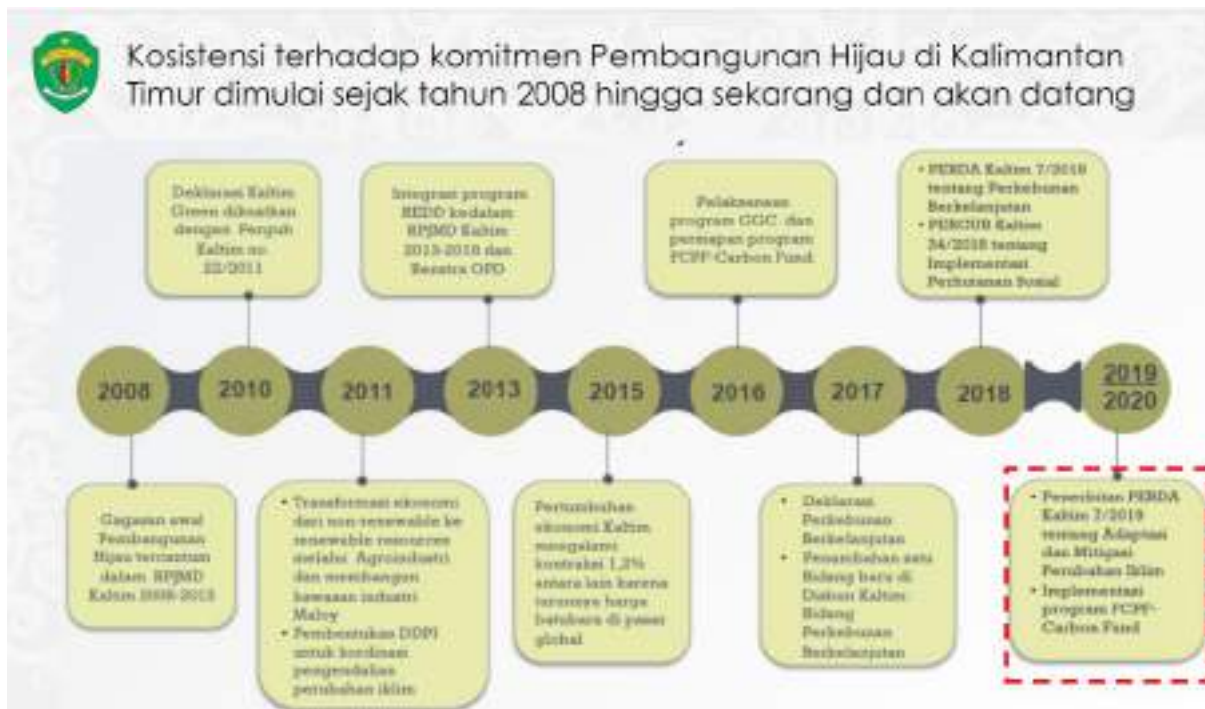 Kosistensi terhadap komitmen Pembangunan Hijau di Kalimantan
Timur dimulai sejak tahun 2008 hingga sekarang dan akan datang
Deklarasi Kaltim
Green dikuatkan
dengan Pergub
Kaltim no
22/2011
Integrasi program
REDD kedalam
RPJMD Kaltim
2013-2018 dan
Renstra OPD
Pelaksanaan
program GGC dan
persiapan program
FCPF-Carbon Fund
• PERDA Kaltim 7/2018
tentang Perkebunan
Berkelanjutan
• PERGUB Kaltim
34/2018 tentang
Implementasi
Perhutanan Sosial
2008
2010
2011
2013
2015
2016
2017
2018
2019
2020
Gagasan awal
Pembangunan
Hijau tercantum
dalam RPJMD
Kaltim 2008-2013
• Transformasi ekonomi
dari non-renewable ke
renewable resources
melalui Agroindustri
dan membangun
kawasan industri
Maloy
• Pembentukan DDPI
untuk kordinasi
pengendalian
perubahan iklim
Pertumbuhan
ekonomi Kaltim
mengalami
kontraksi 1,2%
antara lain karena
turunnya harga
batubara di pasar
global
• Deklarasi
Perkebunan
Berkelanjutan
• Penambahan satu
Bidang baru di
Disbun Kaltim:
Bidang
Perkebunan
Berkelanjutan
• Penerbitan PERDA
Kaltim 7/2019
tentang Adaptasi
dan Mitigasi
Perubahan Iklim
• Implementasi
program FCPF-
Carbon Fund